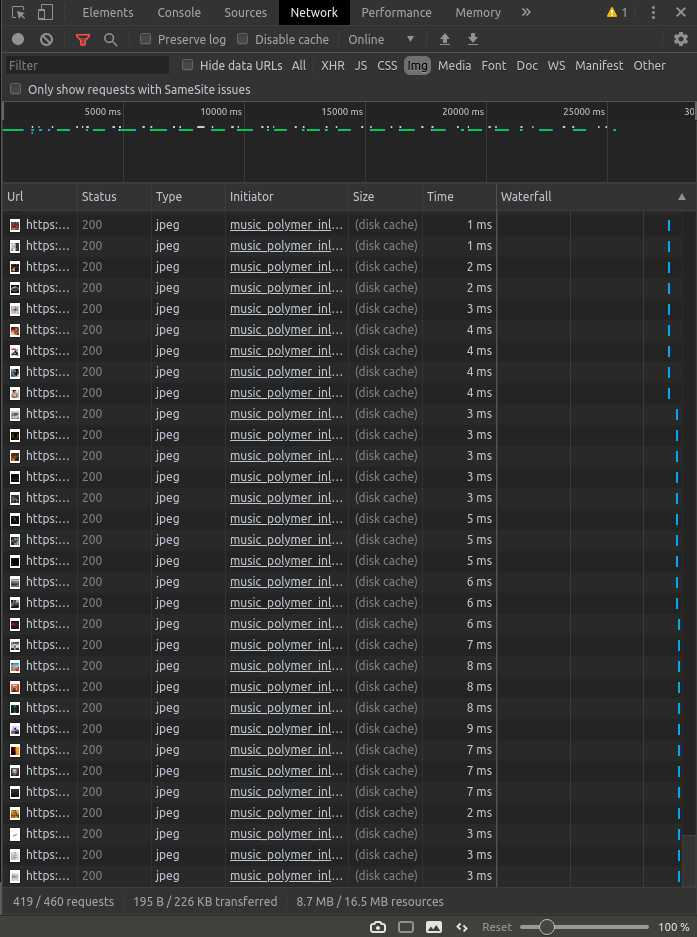 Elements Console Sources Network Performance Memory » 1
Preserve log Disable cache Online
Filter Hide data URLs All XHR JS CSS Img Media Font Doc WS Manifest Other
Only show requests with SameSite issues
5000 ms 10000 ms 15000 ms 20000 ms 25000 ms 30
Url Status Type Initiator Size Time Waterfall
https:... 200 jpeg music_polymer_inl... (disk cache) 1 ms
https:... 200 jpeg music_polymer_inl... (disk cache) 1 ms
https:... 200 jpeg music_polymer_inl... (disk cache) 2 ms
https:... 200 jpeg music_polymer_inl... (disk cache) 2 ms
https:... 200 jpeg music_polymer_inl... (disk cache) 3 ms
https:... 200 jpeg music_polymer_inl... (disk cache) 4 ms
https:... 200 jpeg music_polymer_inl... (disk cache) 4 ms
https:... 200 jpeg music_polymer_inl... (disk cache) 4 ms
https:... 200 jpeg music_polymer_inl... (disk cache) 4 ms
https:... 200 jpeg music_polymer_inl... (disk cache) 3 ms
https:... 200 jpeg music_polymer_inl... (disk cache) 3 ms
https:... 200 jpeg music_polymer_inl... (disk cache) 3 ms
https:... 200 jpeg music_polymer_inl... (disk cache) 3 ms
https:... 200 jpeg music_polymer_inl... (disk cache) 3 ms
https:... 200 jpeg music_polymer_inl... (disk cache) 5 ms
https:... 200 jpeg music_polymer_inl... (disk cache) 5 ms
https:... 200 jpeg music_polymer_inl... (disk cache) 5 ms
https:... 200 jpeg music_polymer_inl... (disk cache) 6 ms
https:... 200 jpeg music_polymer_inl... (disk cache) 6 ms
https:... 200 jpeg music_polymer_inl... (disk cache) 6 ms
https:... 200 jpeg music_polymer_inl... (disk cache) 7 ms
https:... 200 jpeg music_polymer_inl... (disk cache) 8 ms
https:... 200 jpeg music_polymer_inl... (disk cache) 8 ms
https:... 200 jpeg music_polymer_inl... (disk cache) 8 ms
https:... 200 jpeg music_polymer_inl... (disk cache) 9 ms
https:... 200 jpeg music_polymer_inl... (disk cache) 7 ms
https:... 200 jpeg music_polymer_inl... (disk cache) 7 ms
https:... 200 jpeg music_polymer_inl... (disk cache) 7 ms
https:... 200 jpeg music_polymer_inl... (disk cache) 2 ms
https:... 200 jpeg music_polymer_inl... (disk cache) 3 ms
https:... 200 jpeg music_polymer_inl... (disk cache) 3 ms
https:... 200 jpeg music_polymer_inl... (disk cache) 3 ms
419 / 460 requests 195 B / 226 KB transferred 8.7 MB / 16.5 MB resources
Reset 100 %